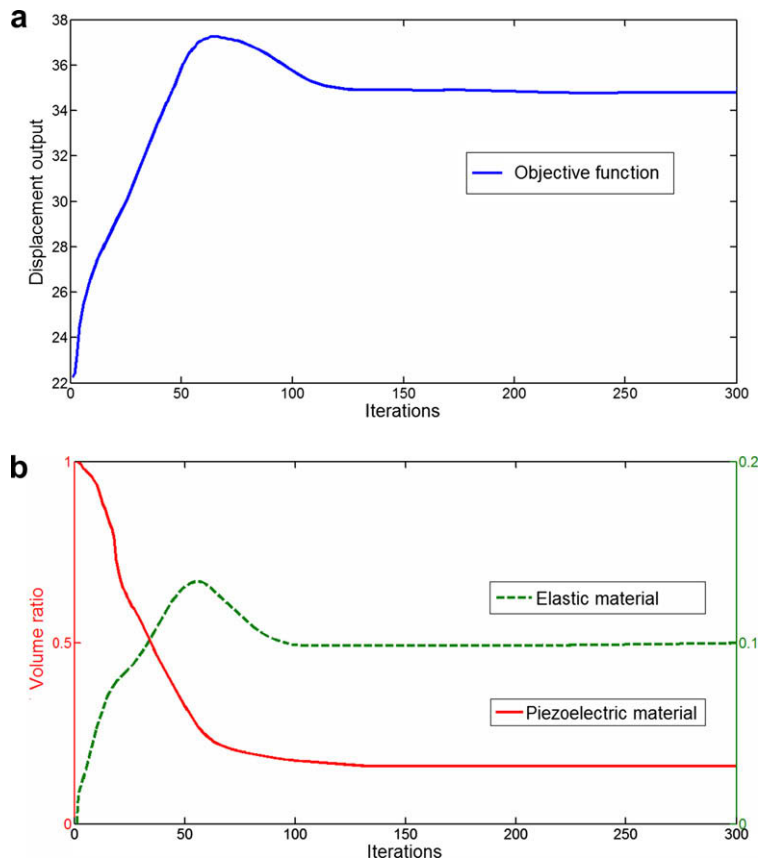 a
38
36
34
32
30
28
26
24
22
Displacement output
Objective function
0 50 100 150 200 250 300
Iterations
b
1
0.5
0
Volume ratio
0.2
0.1
0
Elastic material
Piezoelectric material
0 50 100 150 200 250 300
Iterations